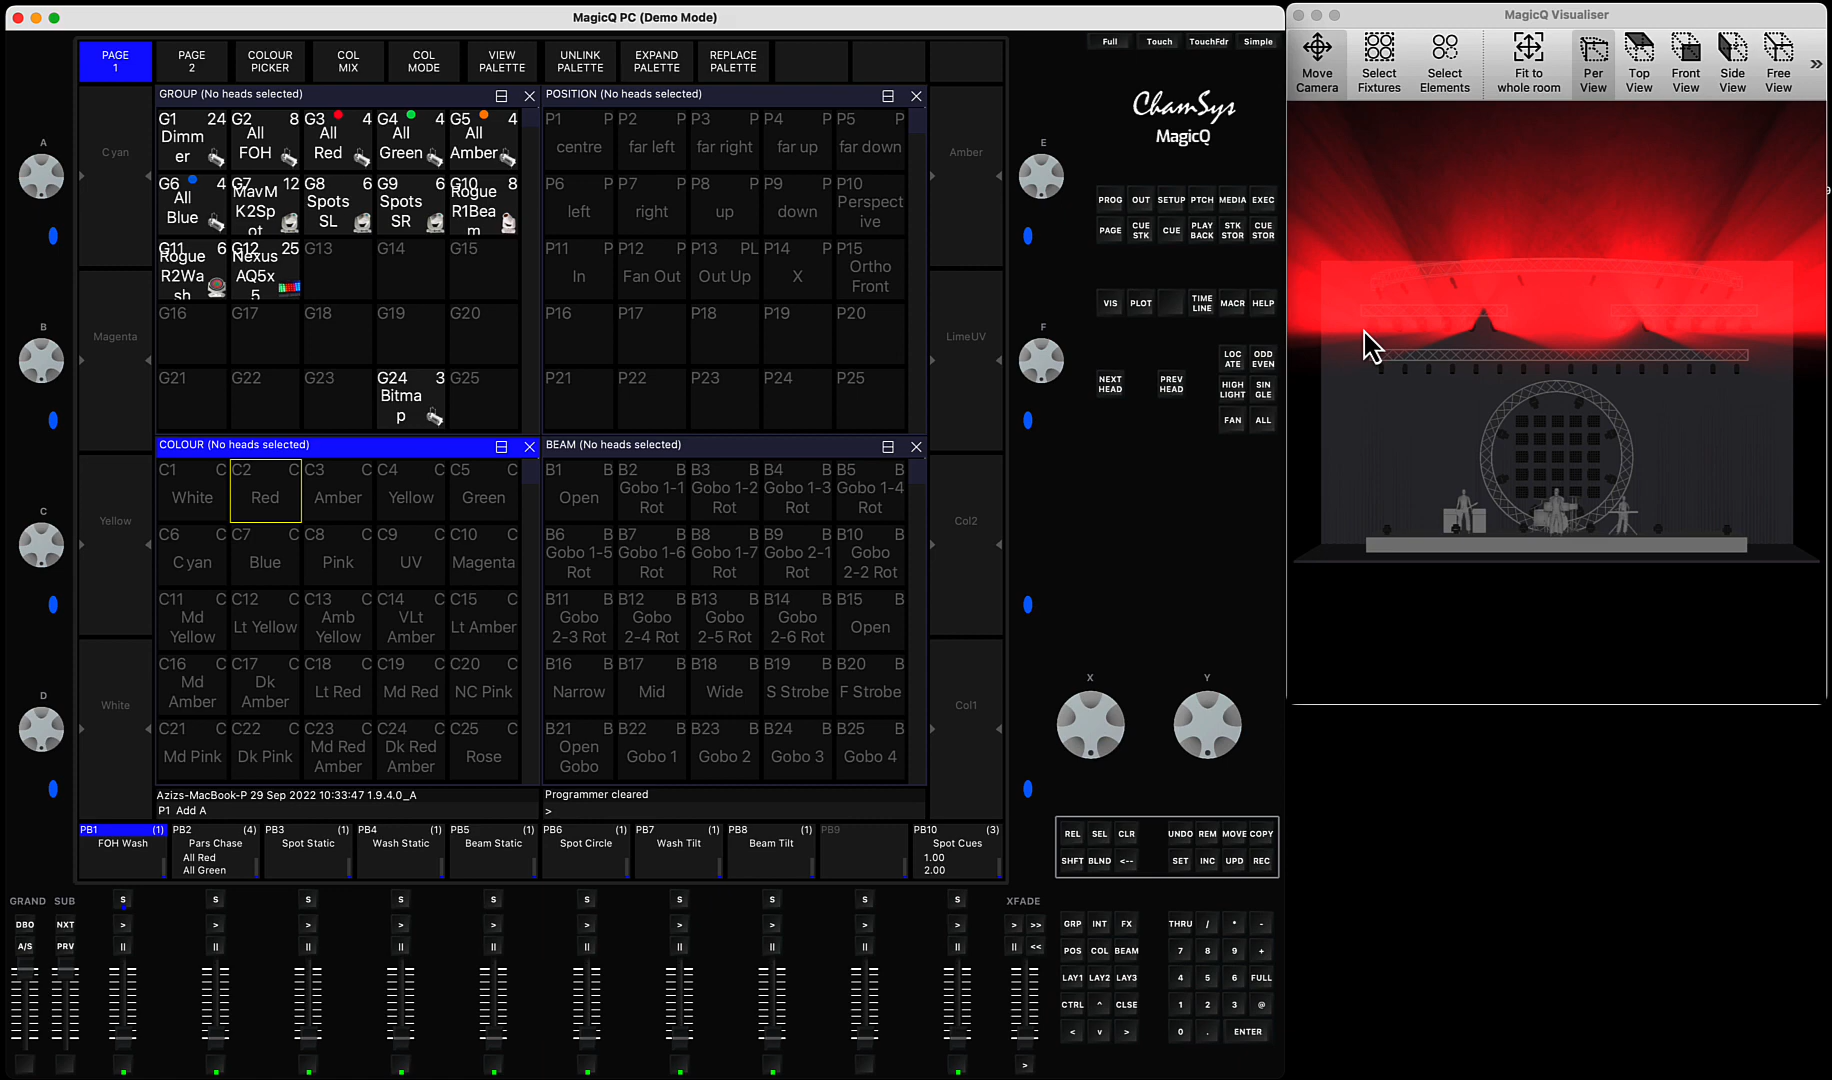 MagicQ PC (Demo Mode)
MagicQ Visualiser
PAGE 1
PAGE 2
COLOUR PICKER
COL MIX
COL MODE
VIEW PALETTE
UNLINK PALETTE
EXPAND PALETTE
REPLACE PALETTE
Full
Touch
TouchFdr
Simple
Move Camera
Select Fixtures
Select Elements
Fit to whole room
Per View
Top View
Front View
Side View
Free View
»
GROUP (No heads selected)
G1 24 Dimmer
G2 8 All FOH
G3 4 All Red
G4 4 All Green
G5 4 All Amber
G6 4 All Blue
G7 12 MavMK2Spot
G8 6 Spots SL
G9 6 Spots SR
G10 8 Rogue R1Beam
G11 6 Rogue R2Wash
G12 25 Nexus AQ5x5
G13
G14
G15
G16
G17
G18
G19
G20
G21
G22
G23
G24 3 Bitmap
G25
POSITION (No heads selected)
P1 P centre
P2 P far left
P3 P far right
P4 P far up
P5 P far down
P6 P left
P7 P right
P8 P up
P9 P down
P10 P Perspective
P11 P In
P12 P Fan Out
P13 PL Out Up
P14 P X
P15 P Ortho Front
P16
P17
P18
P19
P20
P21
P22
P23
P24
P25
COLOUR (No heads selected)
C1 C White
C2 C Red
C3 C Amber
C4 C Yellow
C5 C Green
C6 C Cyan
C7 C Blue
C8 C Pink
C9 C UV
C10 C Magenta
C11 C Md Yellow
C12 C Lt Yellow
C13 C Amb Yellow
C14 C VLt Amber
C15 C Lt Amber
C16 C Md Amber
C17 C Dk Amber
C18 C Lt Red
C19 C Md Red
C20 C NC Pink
C21 C Md Pink
C22 C Dk Pink
C23 C Md Red Amber
C24 C Dk Red Amber
C25 C Rose
BEAM (No heads selected)
B1 B Open
B2 B Gobo 1-1 Rot
B3 B Gobo 1-2 Rot
B4 B Gobo 1-3 Rot
B5 B Gobo 1-4 Rot
B6 B Gobo 1-5 Rot
B7 B Gobo 1-6 Rot
B8 B Gobo 1-7 Rot
B9 B Gobo 2-1 Rot
B10 B Gobo 2-2 Rot
B11 B Gobo 2-3 Rot
B12 B Gobo 2-4 Rot
B13 B Gobo 2-5 Rot
B14 B Gobo 2-6 Rot
B15 B Open
B16 B Narrow
B17 B Mid
B18 B Wide
B19 B S Strobe
B20 B F Strobe
B21 B Open Gobo
B22 B Gobo 1
B23 B Gobo 2
B24 B Gobo 3
B25 B Gobo 4
A
B
C
D
Cyan
Magenta
Yellow
White
Amber
LimeUV
Col2
Col1
E
F
X
Y
ChamSys
MagicQ
PROG OUT SETUP PTCH MEDIA EXEC
PAGE CUE STK CUE PLAY BACK STK STOR CUE STOR
VIS PLOT TIME LINE MACR HELP
NEXT HEAD PREV HEAD LOC ATE ODD EVEN
HIGH LIGHT SIN GLE
FAN ALL
Azizs-MacBook-P 29 Sep 2022 10:33:47 1.9.4.0_A
P1 Add A
Programmer cleared
>
PB1 (1) FOH Wash
PB2 (4) Pars Chase
All Red
All Green
PB3 (1) Spot Static
PB4 (1) Wash Static
PB5 (1) Beam Static
PB6 (1) Spot Circle
PB7 (1) Wash Tilt
PB8 (1) Beam Tilt
PB9
PB10 (3) Spot Cues
1.00
2.00
REL SEL CLR UNDO REM MOVE COPY
SHFT BLND <-- SET INC UPD REC
GRAND SUB
DBO NXT
A/S PRV
S S S S S S S S S S
> > > > > > > > > >
II II II II II II II II II II
XFADE
> >>
II <<
>
GRP INT FX THRU / * -
POS COL BEAM 7 8 9 +
LAY1 LAY2 LAY3 4 5 6 FULL
CTRL ^ CLSE 1 2 3 @
< v > 0 . ENTER